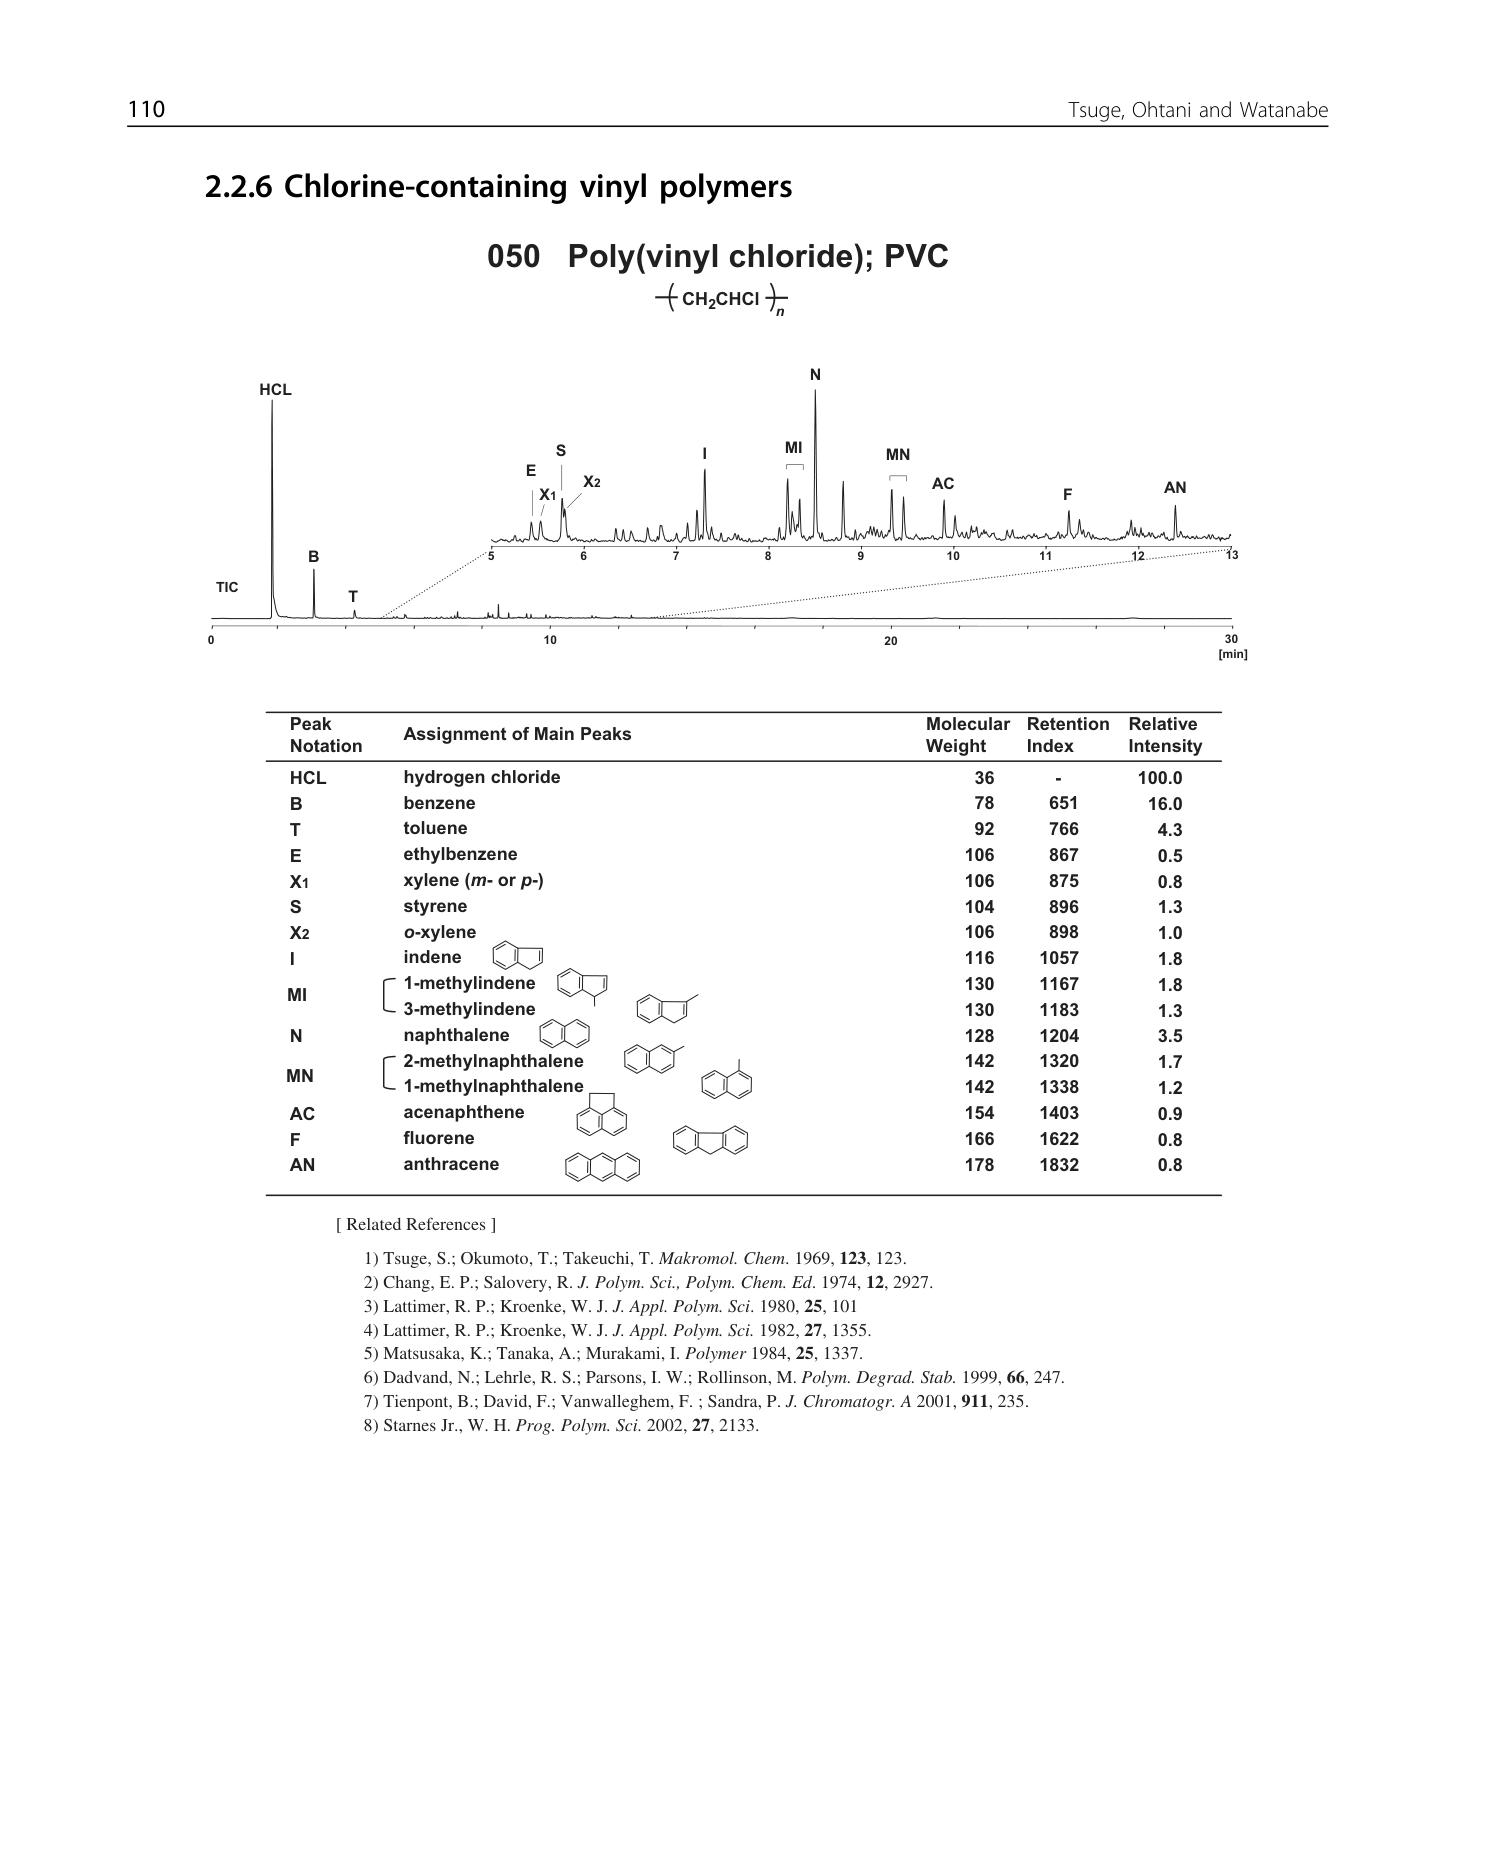 110 Tsuge, Ohtani and Watanabe
2.2.6 Chlorine-containing vinyl polymers
050 Poly(vinyl chloride); PVC
( CH2CHCl )n
N
HCL
MI
S
I
MN
E
X2
AC
X1
F
AN
5 6 7 8 9 10 11 12 13
B
TIC
T
0 10 20 30
[min]
Peak Notation Assignment of Main Peaks Molecular Weight Retention Index Relative Intensity
HCL hydrogen chloride 36 - 100.0
B benzene 78 651 16.0
T toluene 92 766 4.3
E ethylbenzene 106 867 0.5
X1 xylene (m- or p-) 106 875 0.8
S styrene 104 896 1.3
X2 o-xylene 106 898 1.0
I indene 116 1057 1.8
MI 1-methylindene 130 1167 1.8
3-methylindene 130 1183 1.3
N naphthalene 128 1204 3.5
MN 2-methylnaphthalene 142 1320 1.7
1-methylnaphthalene 142 1338 1.2
AC acenaphthene 154 1403 0.9
F fluorene 166 1622 0.8
AN anthracene 178 1832 0.8
[ Related References ]
1) Tsuge, S.; Okumoto, T.; Takeuchi, T. Makromol. Chem. 1969, 123, 123.
2) Chang, E. P.; Salovery, R. J. Polym. Sci., Polym. Chem. Ed. 1974, 12, 2927.
3) Lattimer, R. P.; Kroenke, W. J. J. Appl. Polym. Sci. 1980, 25, 101
4) Lattimer, R. P.; Kroenke, W. J. J. Appl. Polym. Sci. 1982, 27, 1355.
5) Matsusaka, K.; Tanaka, A.; Murakami, I. Polymer 1984, 25, 1337.
6) Dadvand, N.; Lehrle, R. S.; Parsons, I. W.; Rollinson, M. Polym. Degrad. Stab. 1999, 66, 247.
7) Tienpont, B.; David, F.; Vanwalleghem, F. ; Sandra, P. J. Chromatogr. A 2001, 911, 235.
8) Starnes Jr., W. H. Prog. Polym. Sci. 2002, 27, 2133.